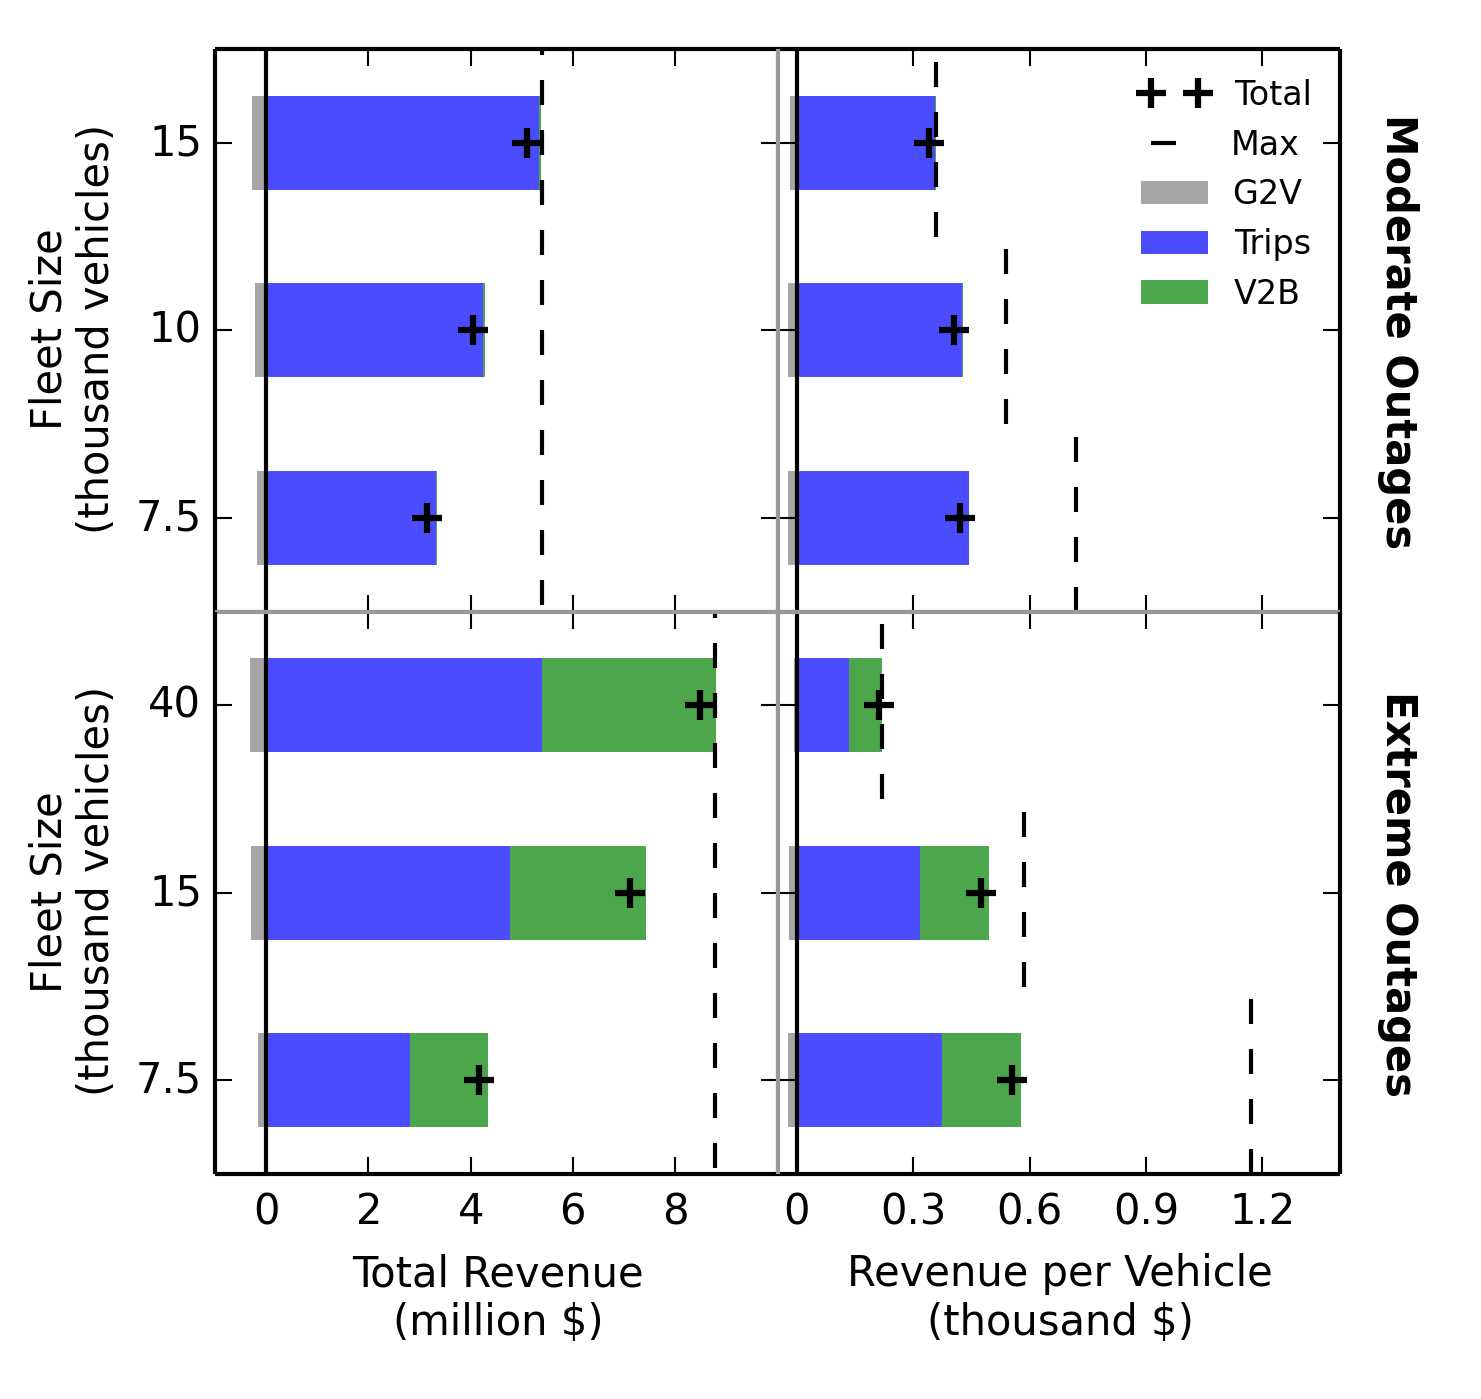 Total
Max
G2V
Trips
V2B
Fleet Size
(thousand vehicles)
15
10
7.5
Moderate Outages
Fleet Size
(thousand vehicles)
40
15
7.5
Extreme Outages
0 2 4 6 8
0 0.3 0.6 0.9 1.2
Total Revenue
(million $)
Revenue per Vehicle
(thousand $)